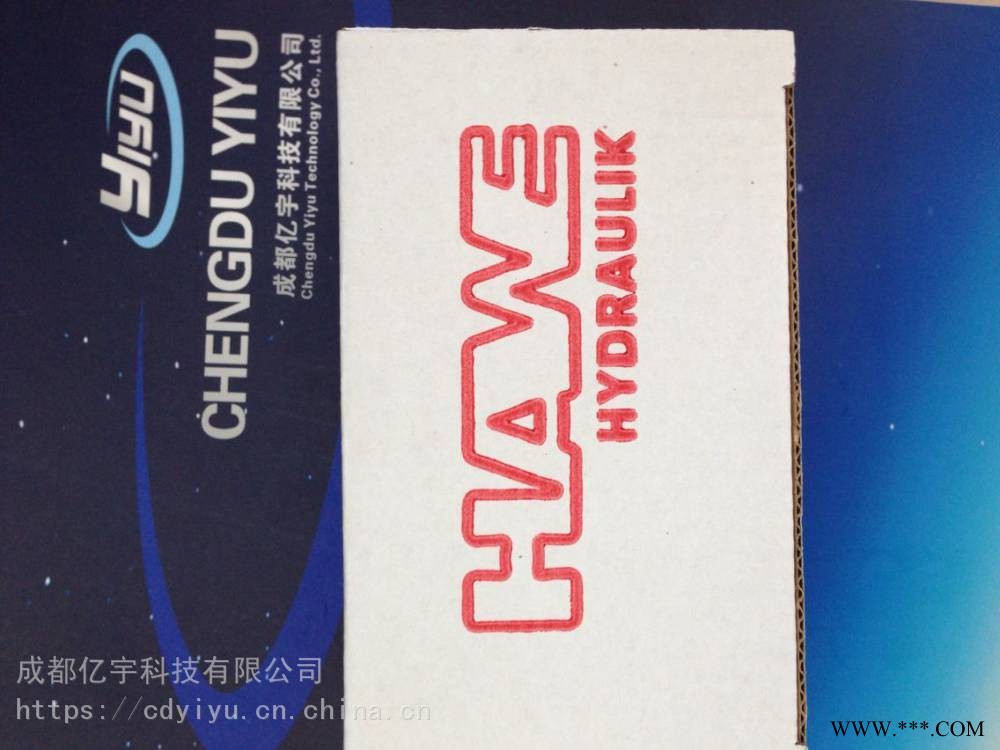 yiyu
CHENGDU YIYU
成都亿宇科技有限公司
Chengdu Yiyu Technology Co., Ltd.
HAWE
HYDRAULIK
成都亿宇科技有限公司
https://cdyiyu.cn.china.cn
WWW.***.COM